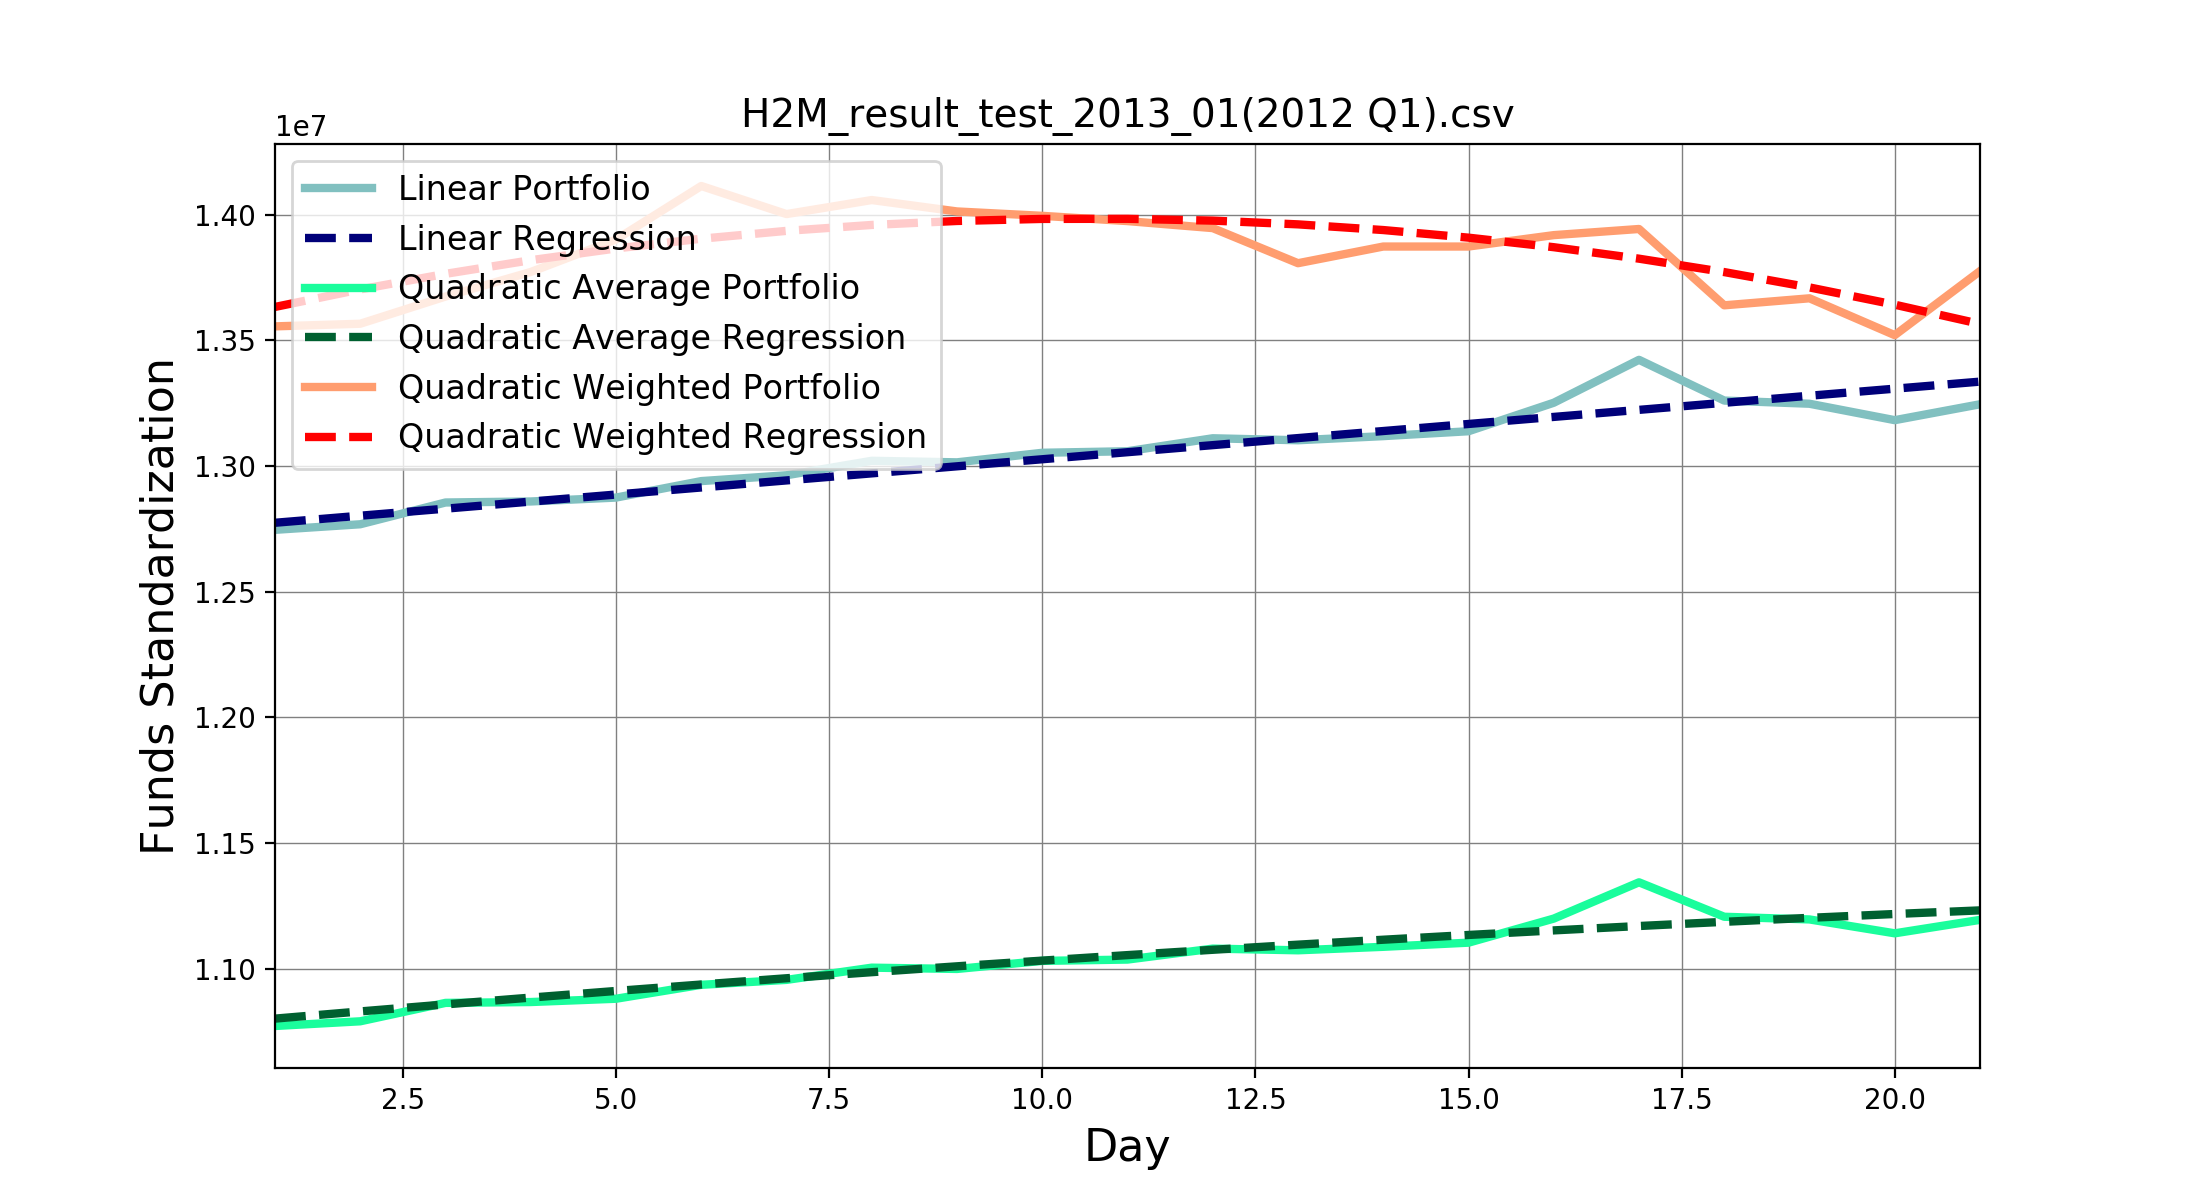 H2M_result_test_2013_01(2012 Q1).csv
1e7
Linear Portfolio
Linear Regression
Quadratic Average Portfolio
Quadratic Average Regression
Quadratic Weighted Portfolio
Quadratic Weighted Regression
1.40
1.35
1.30
1.25
1.20
1.15
1.10
Funds Standardization
2.5 5.0 7.5 10.0 12.5 15.0 17.5 20.0
Day